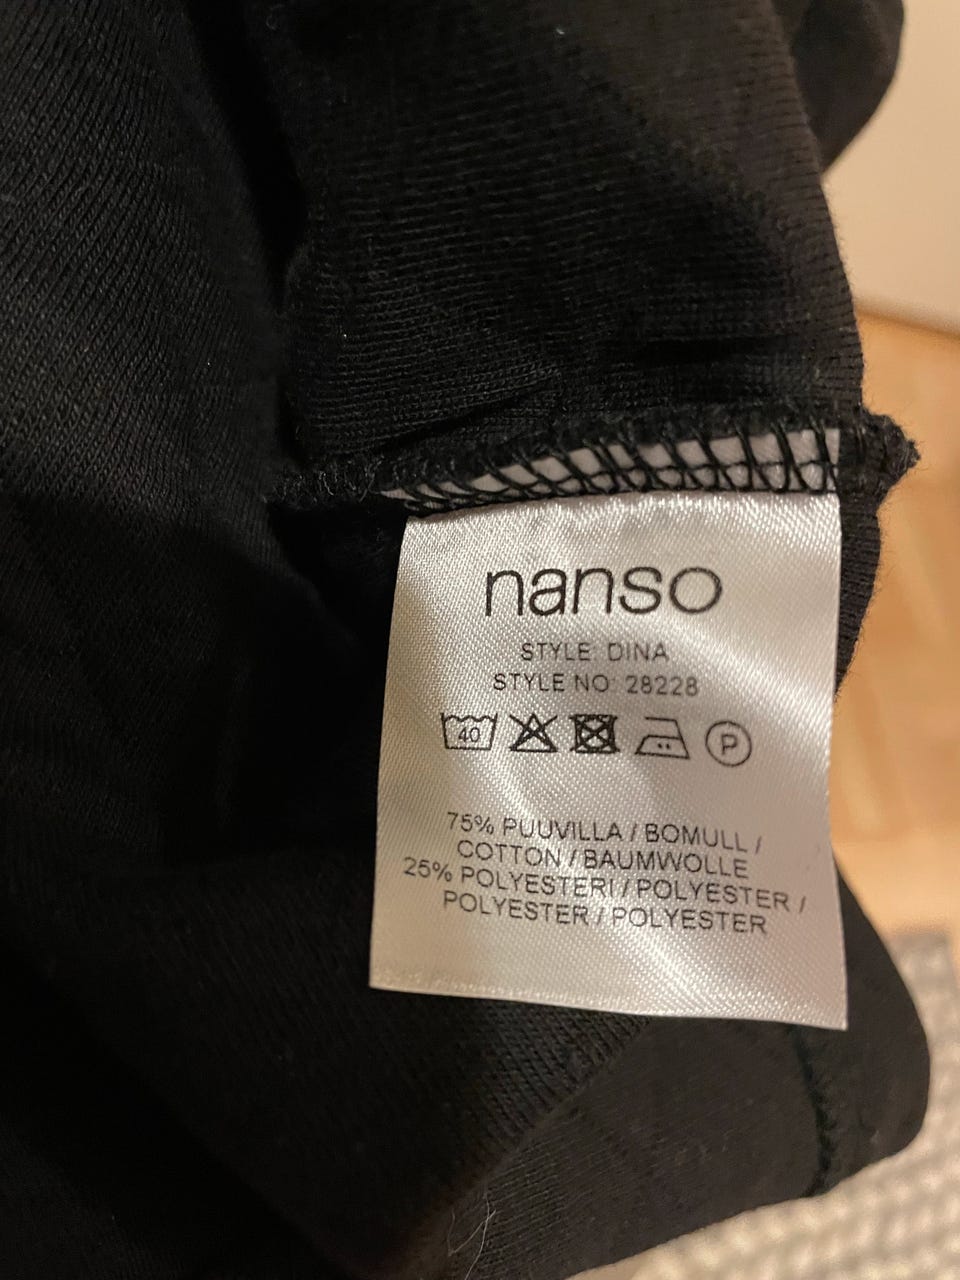 nanso
STYLE: DINA
STYLE NO: 28228
40 P
75% PUUVILLA / BOMULL /
COTTON / BAUMWOLLE
25% POLYESTERI / POLYESTER /
POLYESTER / POLYESTER